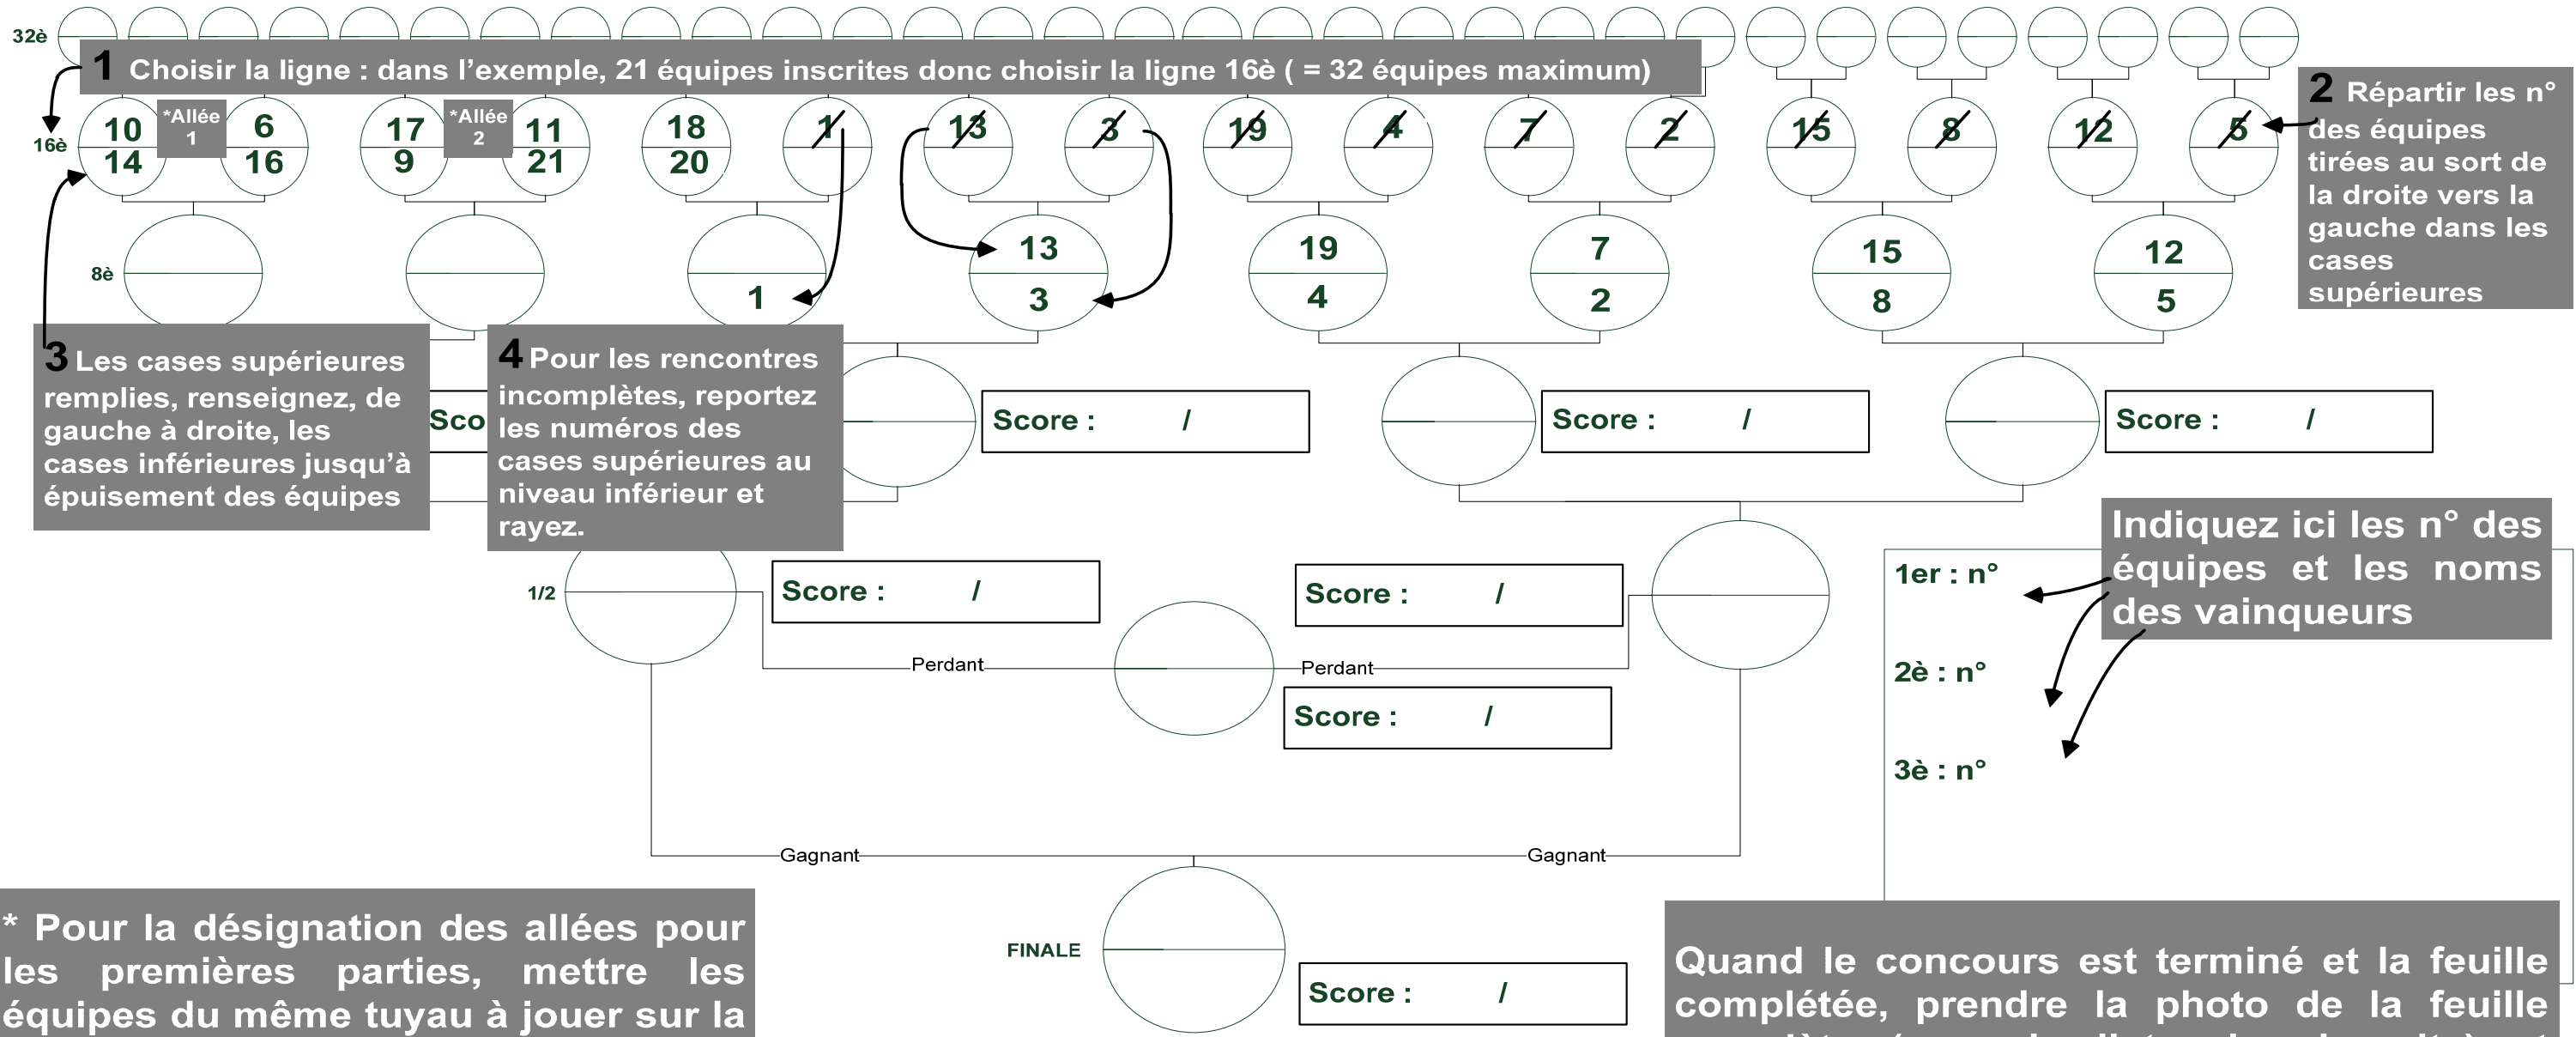 32è
1 Choisir la ligne : dans l’exemple, 21 équipes inscrites donc choisir la ligne 16è ( = 32 équipes maximum)
2 Répartir les n°
des équipes
tirées au sort de
la droite vers la
gauche dans les
cases
supérieures
16è
10
14
*Allée
1
6
16
17
9
*Allée
2
11
21
18
20
1
13
3
19
4
7
2
15
8
12
5
8è
1
13
3
19
4
7
2
15
8
12
5
3 Les cases supérieures
remplies, renseignez, de
gauche à droite, les
cases inférieures jusqu’à
épuisement des équipes
Sco
4 Pour les rencontres
incomplètes, reportez
les numéros des
cases supérieures au
niveau inférieur et
rayez.
Score : /
Score : /
Score : /
1/2
Score : /
Score : /
Perdant
Perdant
Score : /
Indiquez ici les n° des
équipes et les noms
des vainqueurs
1er : n°
2è : n°
3è : n°
Gagnant
Gagnant
FINALE
Score : /
* Pour la désignation des allées pour
les premières parties, mettre les
équipes du même tuyau à jouer sur la
Quand le concours est terminé et la feuille
complétée, prendre la photo de la feuille